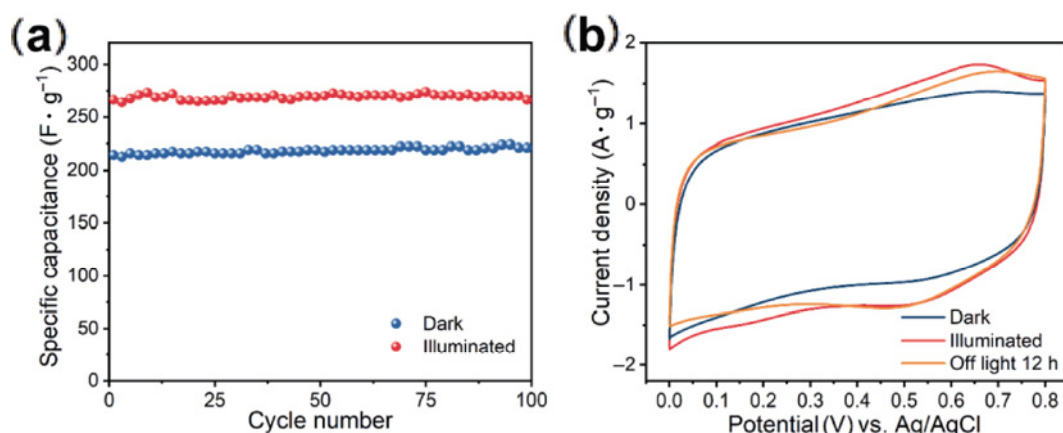 (a)
Specific capacitance (F · g⁻¹)
300
250
200
250
100
50
0
0
25
50
75
100
Cycle number
Dark
Illuminated
(b)
Current density (A · g⁻¹)
2
1
0
−1
−2
0.0
0.1
0.2
0.3
0.4
0.5
0.6
0.7
0.8
Potential (V) vs. Ag/AgCl
Dark
Illuminated
Off light 12 h